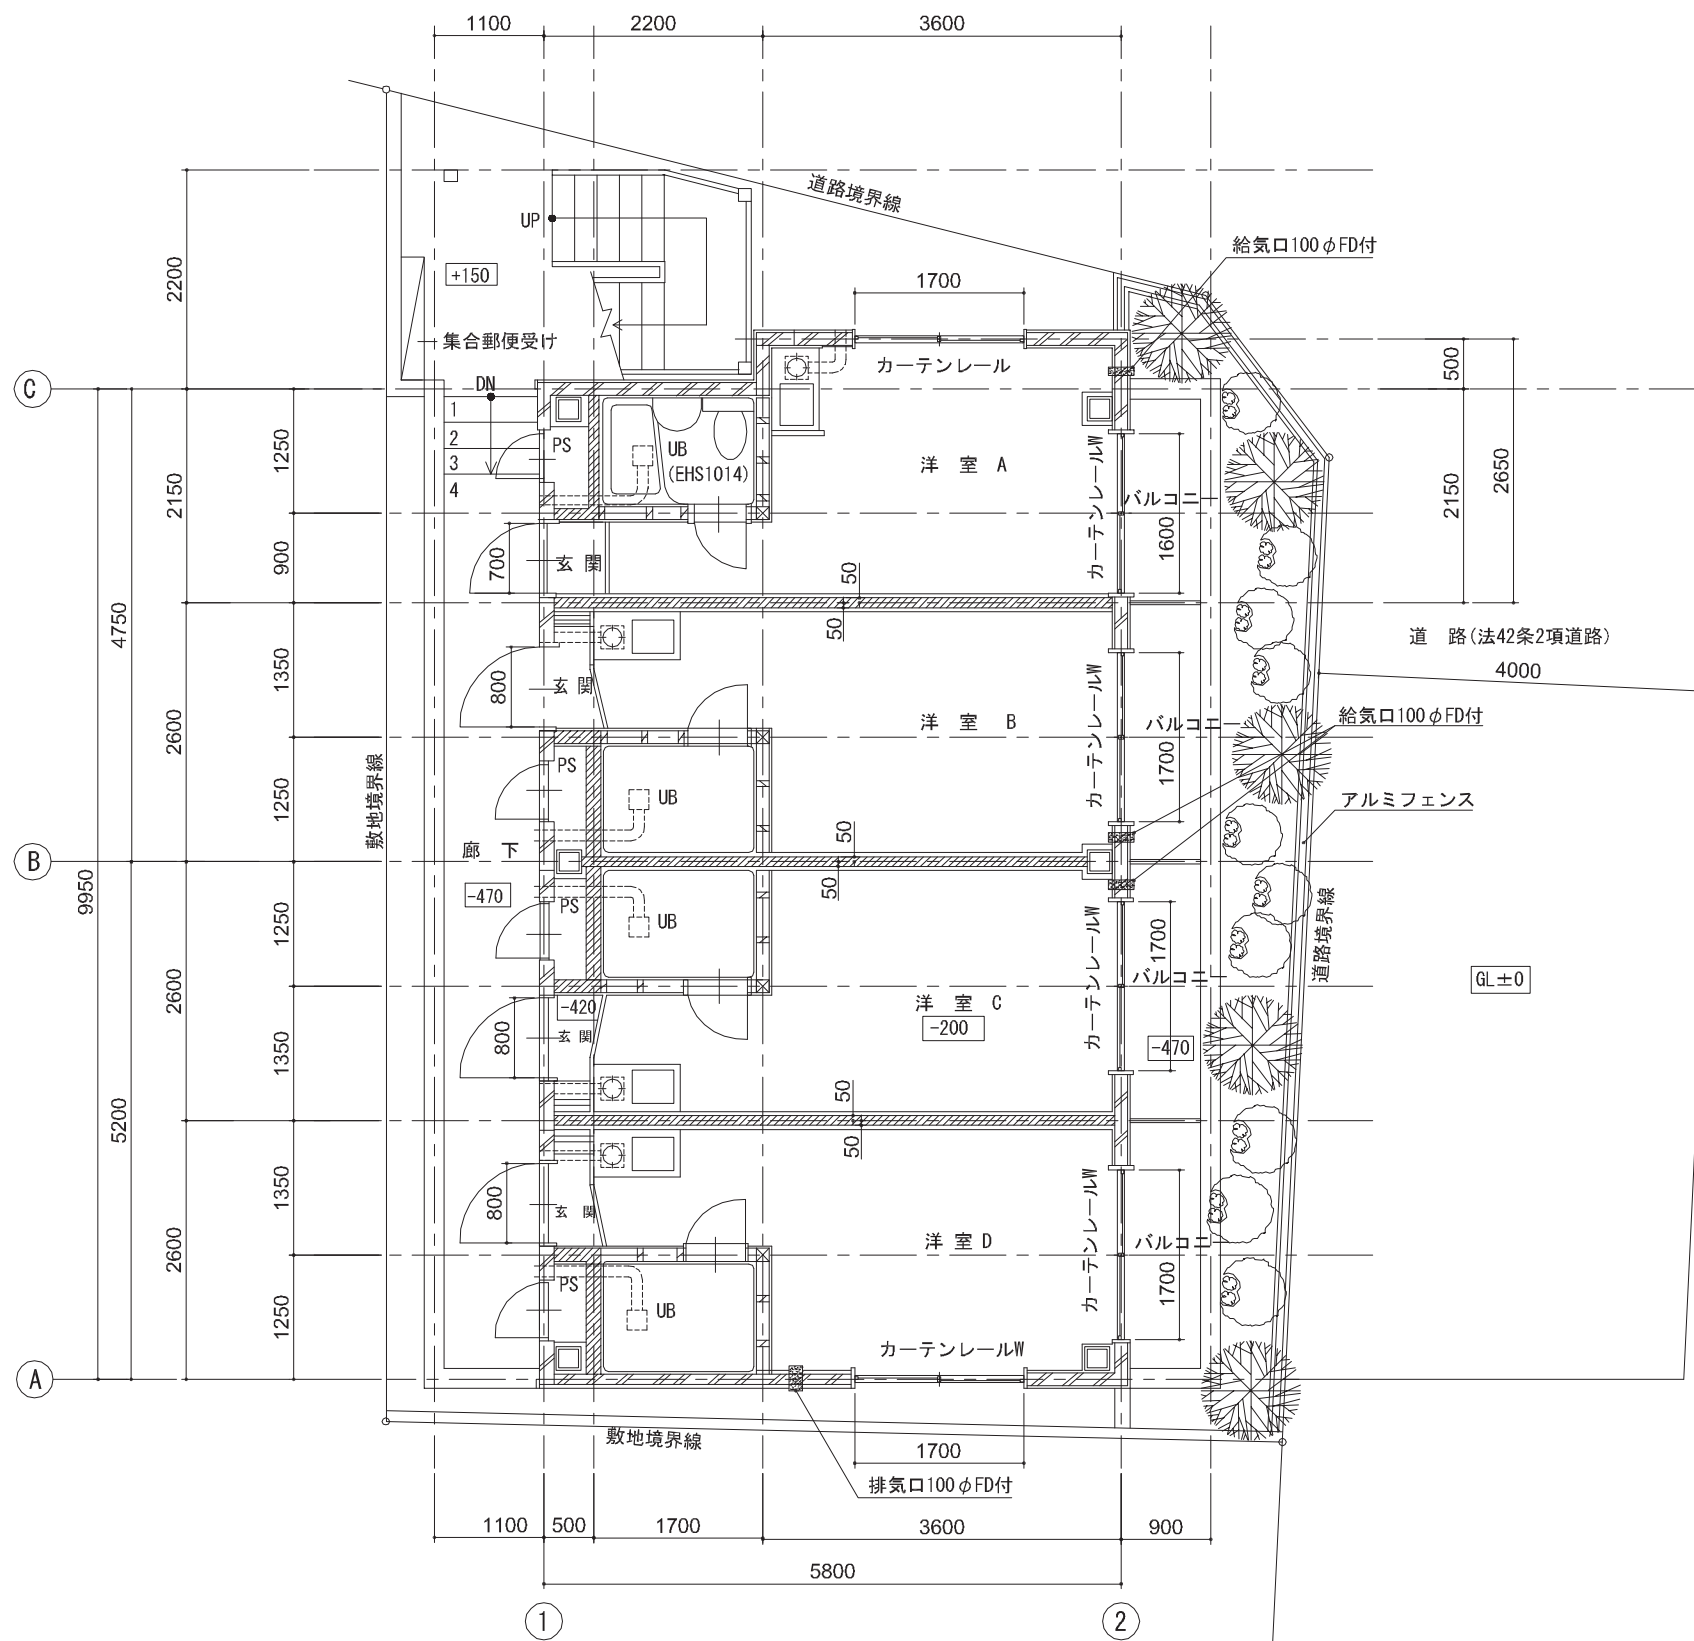 1100
2200
3600
道路境界線
UP
給気口100φFD付
2200
+150
1700
集合郵便受け
カーテンレール
500
C
DN
1
2
3
4
PS
UB
(EHS1014)
洋 室 A
カーテンレールW
バルコニー
1600
1250
2150
2150
2650
900
700
玄 関
50
50
4750
道 路(法42条2項道路)
4000
1350
800
玄 関
洋 室 B
カーテンレールW
バルコニー
1700
給気口100φFD付
2600
敷地境界線
PS
UB
1250
アルミフェンス
50
50
B
廊 下
9950
-470
PS
UB
1250
カーテンレールW
1700
バルコニー
道路境界線
GL±0
2600
-420
洋 室 C
-200
-470
玄 関
800
1350
50
50
5200
1350
800
玄 関
洋 室 D
カーテンレールW
バルコニー
1700
2600
PS
UB
1250
カーテンレールW
A
敷地境界線
1700
排気口100φFD付
1100
500
1700
3600
900
5800
1
2